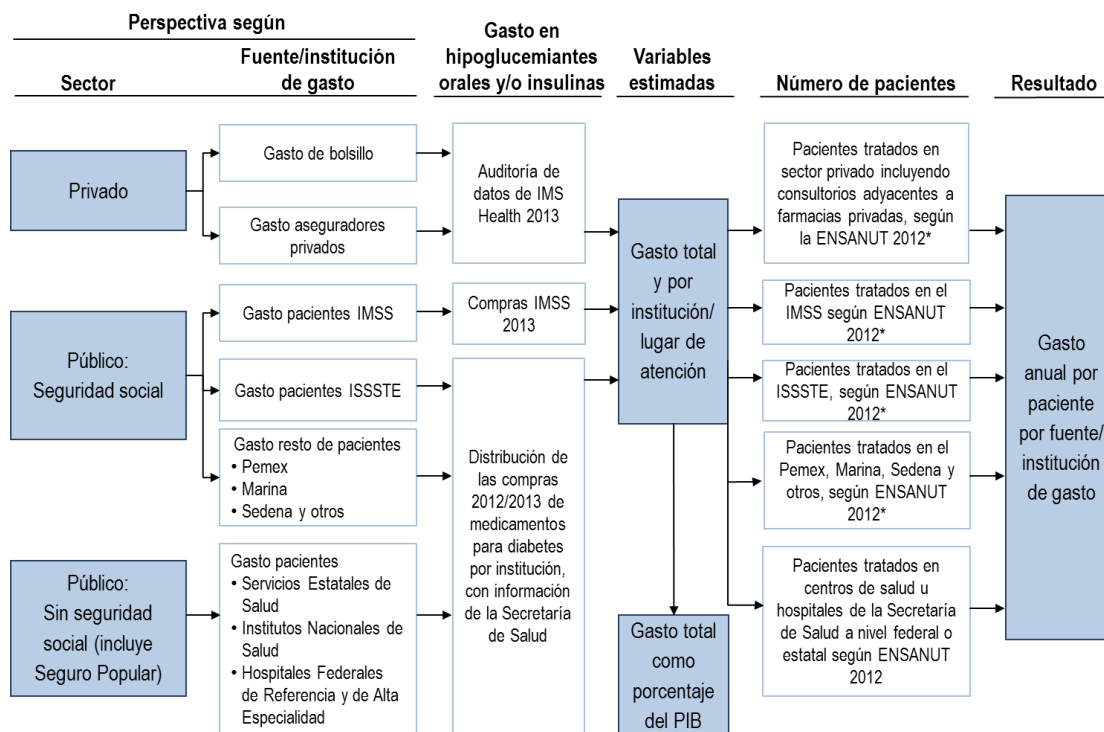 Perspectiva según
Sector
Fuente/institución
de gasto
Gasto en
hipoglucemiantes
orales y/o insulinas
Variables
estimadas
Número de pacientes
Resultado
Privado
Gasto de bolsillo
Gasto aseguradores
privados
Auditoría de
datos de IMS
Health 2013
Público:
Seguridad social
Gasto pacientes IMSS
Compras IMSS
2013
Gasto pacientes ISSSTE
Gasto resto de pacientes
• Pemex
• Marina
• Sedena y otros
Público:
Sin seguridad
social (incluye
Seguro Popular)
Gasto pacientes
• Servicios Estatales de
Salud
• Institutos Nacionales de
Salud
• Hospitales Federales
de Referencia y de Alta
Especialidad
Distribución de
las compras
2012/2013 de
medicamentos
para diabetes
por institución,
con información
de la Secretaría
de Salud
Gasto total
y por
institución/
lugar de
atención
Gasto total
como
porcentaje
del PIB
Pacientes tratados en
sector privado incluyendo
consultorios adyacentes a
farmacias privadas, según
la ENSANUT 2012*
Pacientes tratados en el
IMSS según ENSANUT
2012*
Pacientes tratados en el
ISSSTE, según ENSANUT
2012*
Pacientes tratados en el
Pemex, Marina, Sedena y
otros, según ENSANUT
2012*
Pacientes tratados en
centros de salud u
hospitales de la Secretaría
de Salud a nivel federal o
estatal según ENSANUT
2012
Gasto
anual por
paciente
por fuente/
institución
de gasto